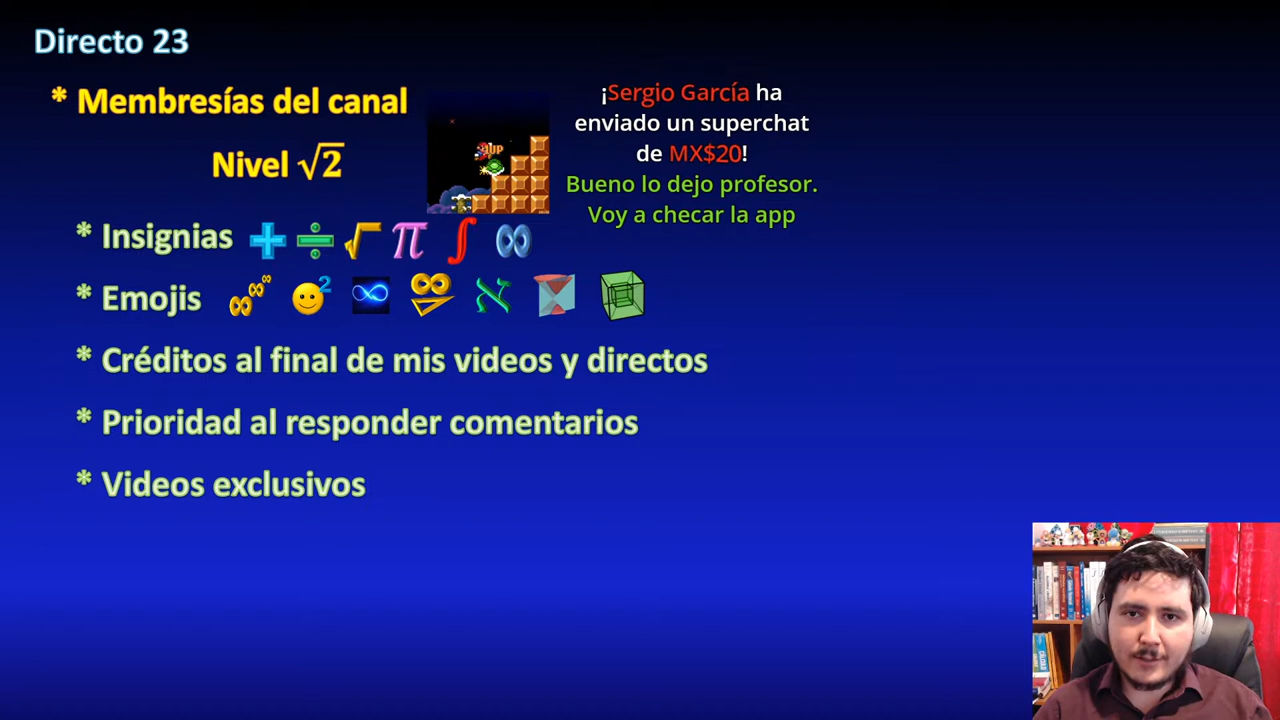 Directo 23
* Membresías del canal
Nivel √2
1UP
¡Sergio García ha
enviado un superchat
de MX$20!
Bueno lo dejo profesor.
Voy a checar la app
* Insignias + ÷ √ π ∫ ∞
* Emojis
* Créditos al final de mis videos y directos
* Prioridad al responder comentarios
* Videos exclusivos